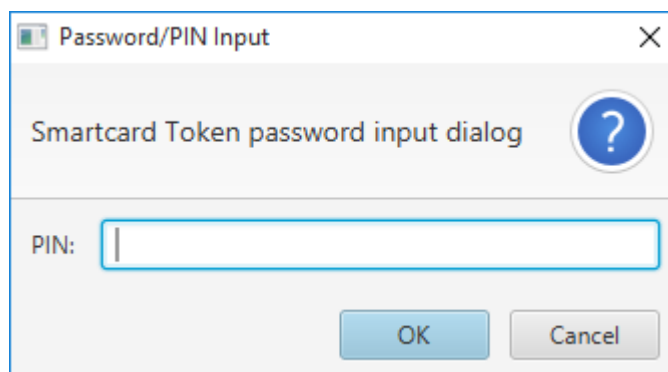 Password/PIN Input
Smartcard Token password input dialog
?
PIN:
OK
Cancel